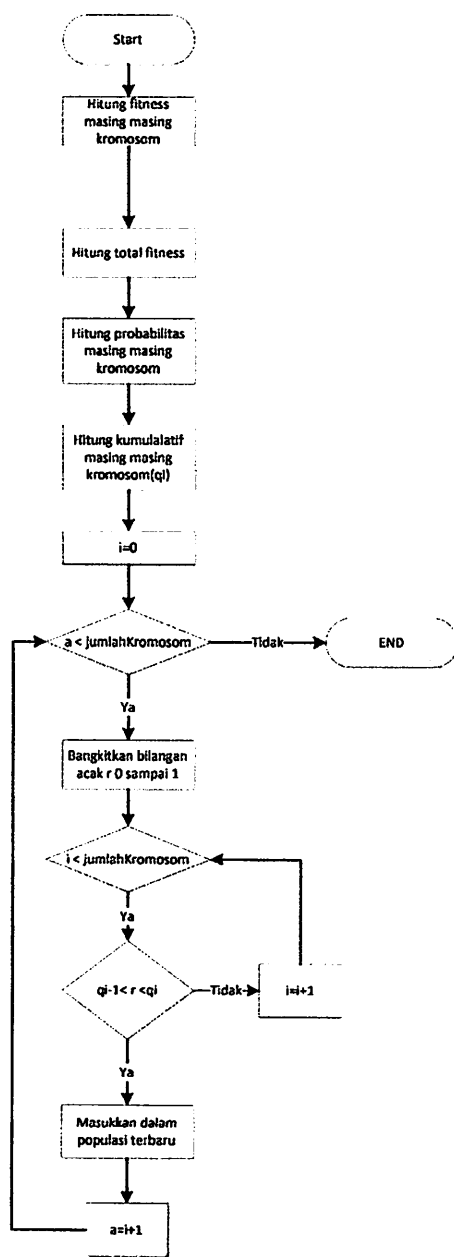 Start
Hitung fitness
masing masing
kromosom
Hitung total fitness
Hitung probabilitas
masing masing
kromosom
Hitung kumulalatif
masing masing
kromosom(qi)
i=0
a < jumlahKromosom
Tidak
END
Ya
Bangkitkan bilangan
acak r 0 sampai 1
i < jumlahKromosom
Ya
qi-1< r <qi
Tidak
i=i+1
Ya
Masukkan dalam
populasi terbaru
a=i+1